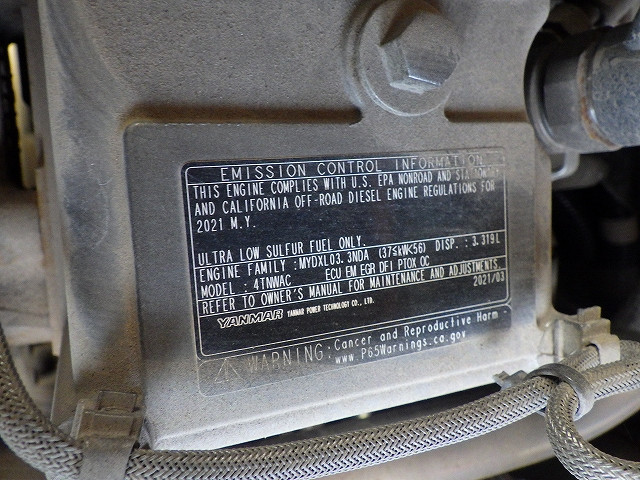 EMISSION CONTROL INFORMATION
THIS ENGINE COMPLIES WITH U.S. EPA NONROAD AND STATIONARY
AND CALIFORNIA OFF-ROAD DIESEL ENGINE REGULATIONS FOR
2021 M.Y.
ULTRA LOW SULFUR FUEL ONLY.
ENGINE FAMILY : MYDXL03.3NDA (37≤kW<56) DISP. : 3.319L
MODEL : 4TNWAC ECU EM EGR DFI PTOX OC
REFER TO OWNER'S MANUAL FOR MAINTENANCE AND ADJUSTMENTS
2021/03
YANMAR YANMAR POWER TECHNOLOGY CO., LTD.
WARNING: Cancer and Reproductive Harm -
www.P65Warnings.ca.gov